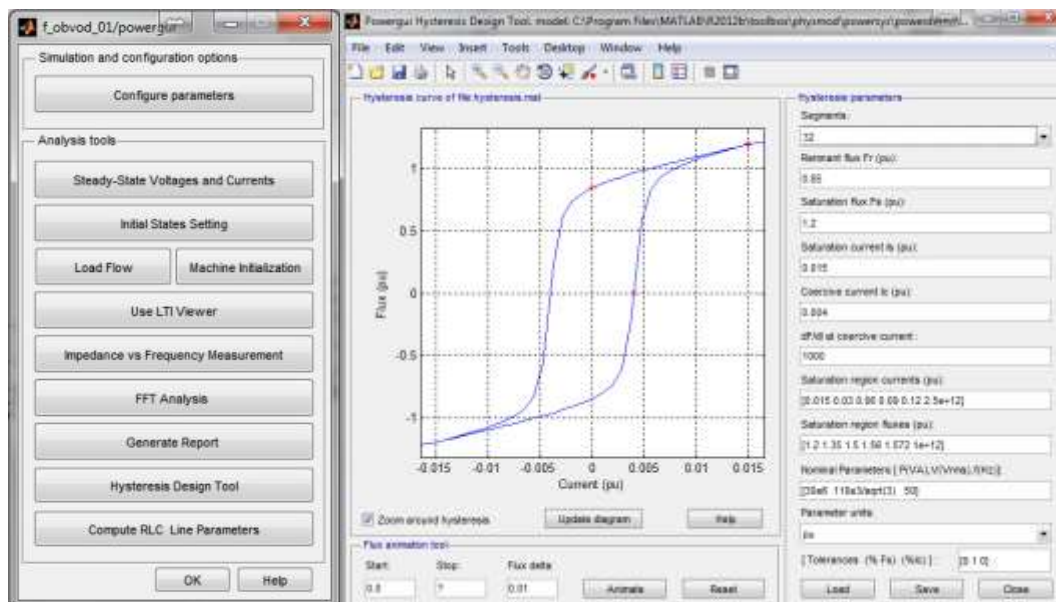 f_obvod_01/powergui
Simulation and configuration options
Configure parameters
Analysis tools
Steady-State Voltages and Currents
Initial States Setting
Load Flow
Machine Initialization
Use LTI Viewer
Impedance vs Frequency Measurement
FFT Analysis
Generate Report
Hysteresis Design Tool
Compute RLC Line Parameters
OK
Help
Powergui Hysteresis Design Tool. model: C:\Program Files\MATLAB\R2012b\toolbox\physmod\powersys\powerdemo\...
File Edit View Insert Tools Desktop Window Help
Hysteresis curve of file:hysteresis.mat
1
0.5
0
-0.5
-1
Flux (pu)
-0.015 -0.01 -0.005 0 0.005 0.01 0.015
Current (pu)
Zoom around hysteresis
Update diagram
Help
Flux animation tool
Start:
Stop:
Flux delta:
0.8
0.01
Animate
Reset
Hysteresis parameters
Segments:
32
Remnant flux Fr (pu):
0.85
Saturation flux Fs (pu):
1.2
Saturation current Is (pu):
0.015
Coercive current Ic (pu):
0.004
dF/dI at coercive current:
1000
Saturation region currents (pu):
[0.015 0.03 0.06 0.09 0.12 2.5e+12]
Saturation region fluxes (pu):
[1.2 1.35 1.5 1.56 1.572 1e+12]
Nominal Parameters [ P(VA),V(Vrms),f(Hz)]:
118e3/sqrt(3) 50]
Parameter units
pu
[ Tolerances (% Fs) (%Is) ] :
[0 1 0]
Load
Save
Close